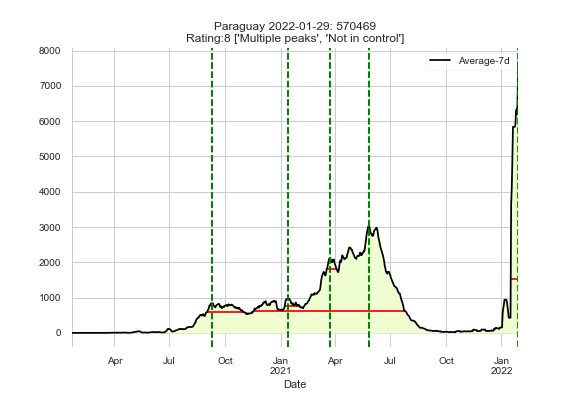 Paraguay 2022-01-29: 570469
Rating:8 ['Multiple peaks', 'Not in control']
8000
7000
6000
5000
4000
3000
2000
1000
0
Average-7d
Apr
Jul
Oct
Jan
2021
Apr
Jul
Oct
Jan
2022
Date